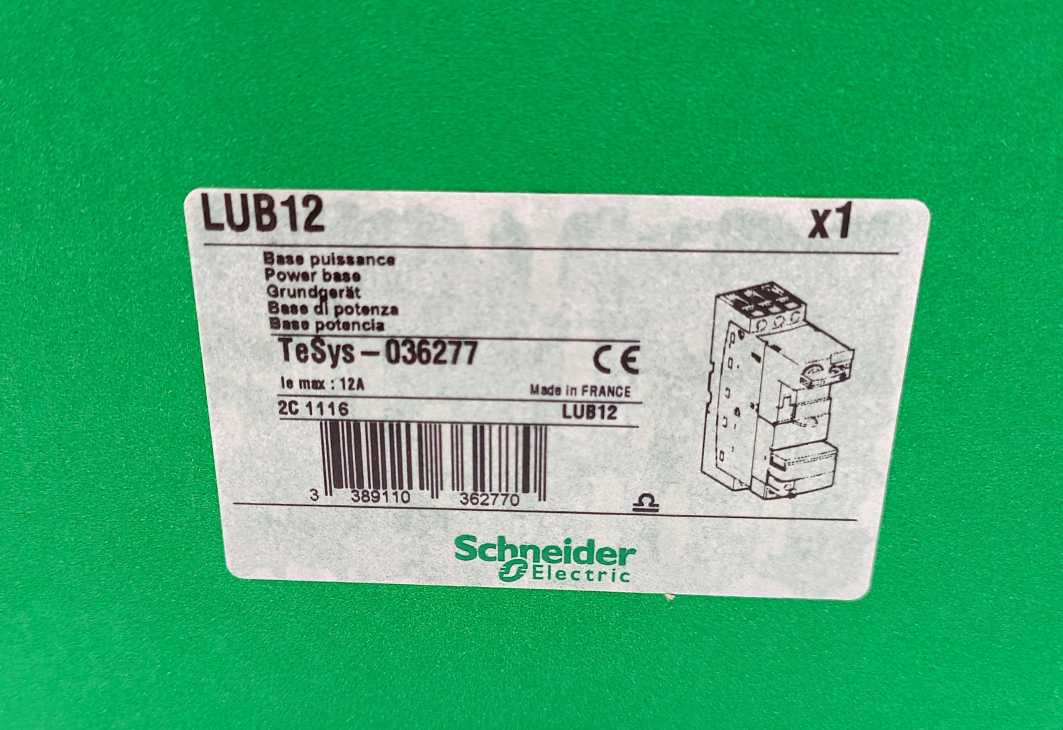 LUB12 x1
Base puissance
Power base
Grundgerät
Base di potenza
Base potencia
TeSys - 036277 CE
Ie max : 12A Made in FRANCE
2C 1116 LUB12
3 389110 362770
Schneider
Electric